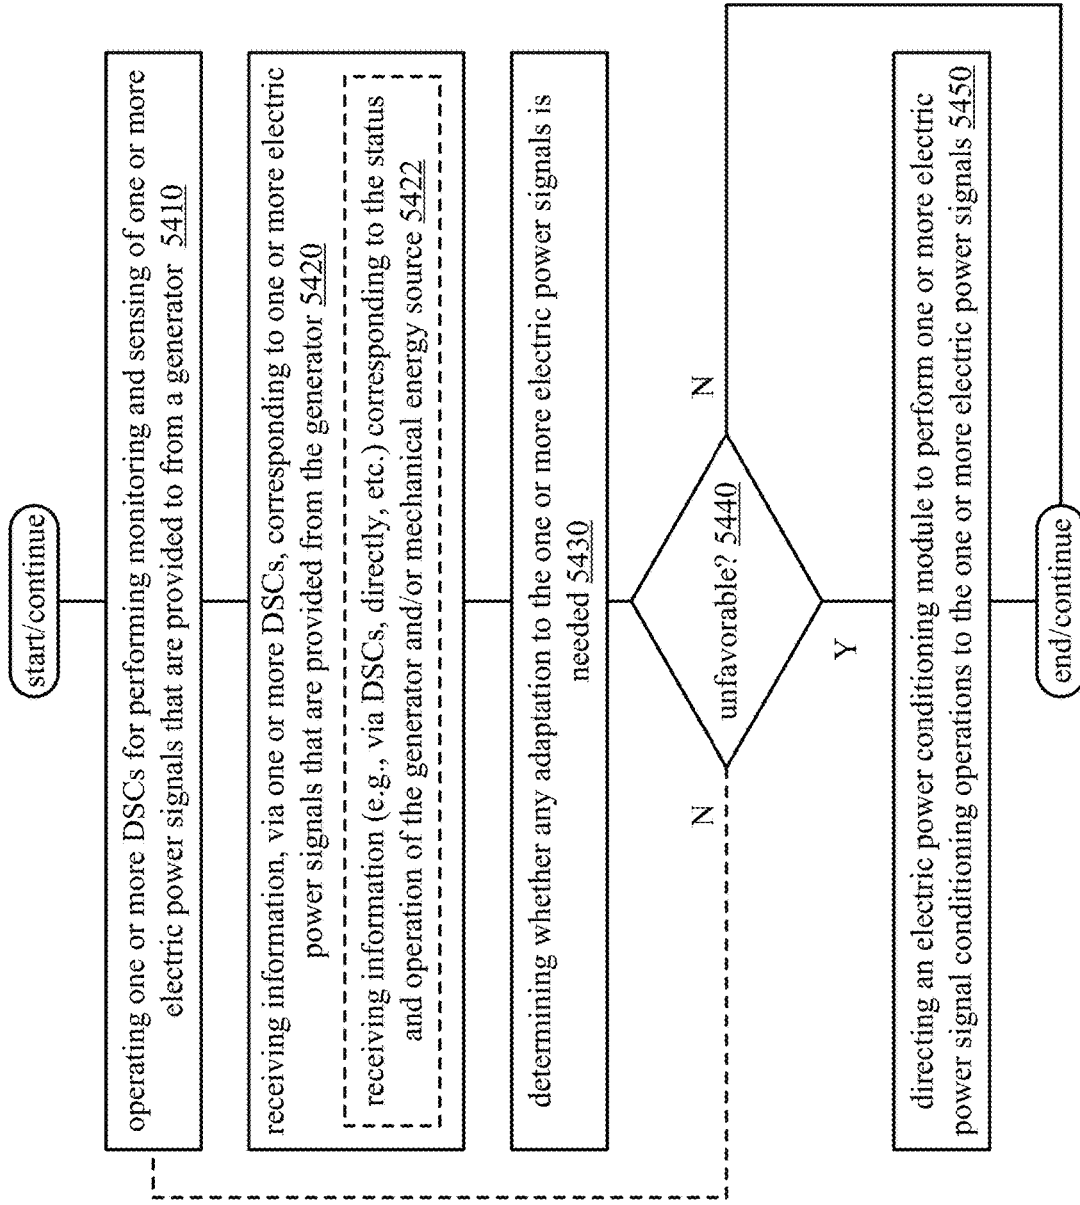 start/continue
operating one or more DSCs for performing monitoring and sensing of one or more
electric power signals that are provided to from a generator 5410
receiving information, via one or more DSCs, corresponding to one or more electric
power signals that are provided from the generator 5420
receiving information (e.g., via DSCs, directly, etc.) corresponding to the status
and operation of the generator and/or mechanical energy source 5422
determining whether any adaptation to the one or more electric power signals is
needed 5430
N
unfavorable? 5440
N
Y
directing an electric power conditioning module to perform one or more electric
power signal conditioning operations to the one or more electric power signals 5450
end/continue